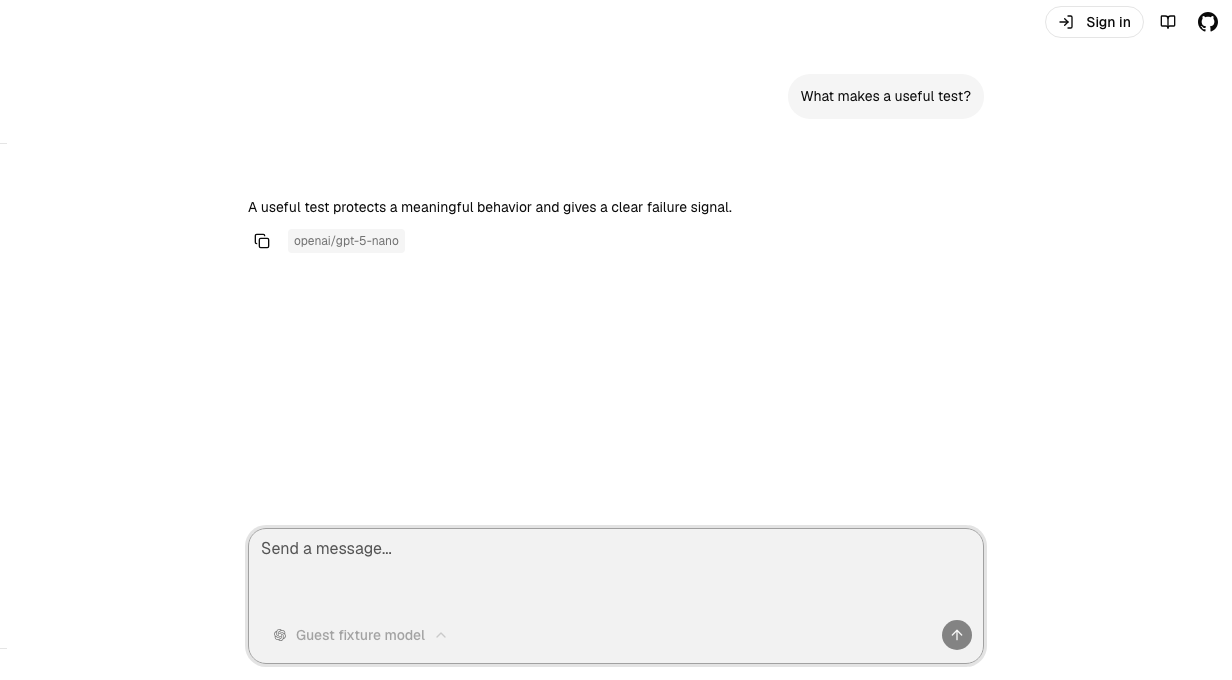 Sign in
What makes a useful test?
A useful test protects a meaningful behavior and gives a clear failure signal.
openai/gpt-5-nano
Send a message...
Guest fixture model